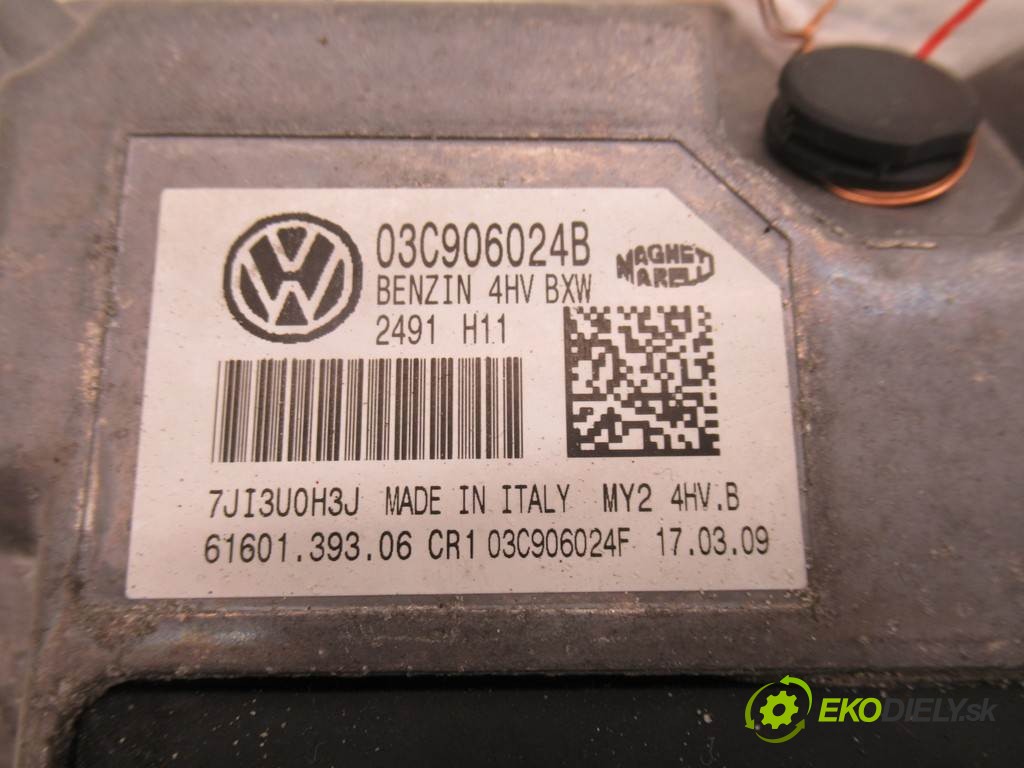 03C906024B
BENZIN 4HV BXW
MAGNETI
MARELLI
2491 H11
7JI3U0H3J MADE IN ITALY MY2 4HV.B
61601.393.06 CR1 03C906024F 17.03.09
EKODIELY.sk